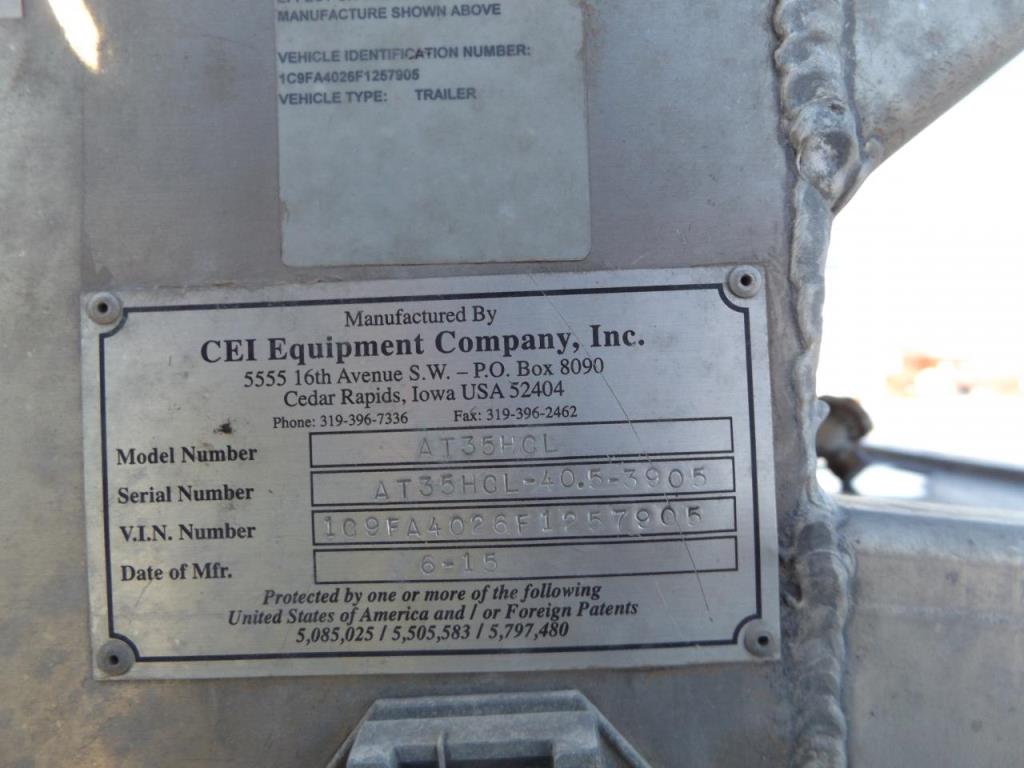 MANUFACTURE SHOWN ABOVE
VEHICLE IDENTIFICATION NUMBER:
1C9FA4026F1257905
VEHICLE TYPE: TRAILER
Manufactured By
CEI Equipment Company, Inc.
5555 16th Avenue S.W. – P.O. Box 8090
Cedar Rapids, Iowa USA 52404
Phone: 319-396-7336 Fax: 319-396-2462
Model Number AT35HCL
Serial Number AT35HCL-40.5-3905
V.I.N. Number 1C9FA4026F1257905
Date of Mfr. 6-15
Protected by one or more of the following
United States of America and / or Foreign Patents
5,085,025 / 5,505,583 / 5,797,480